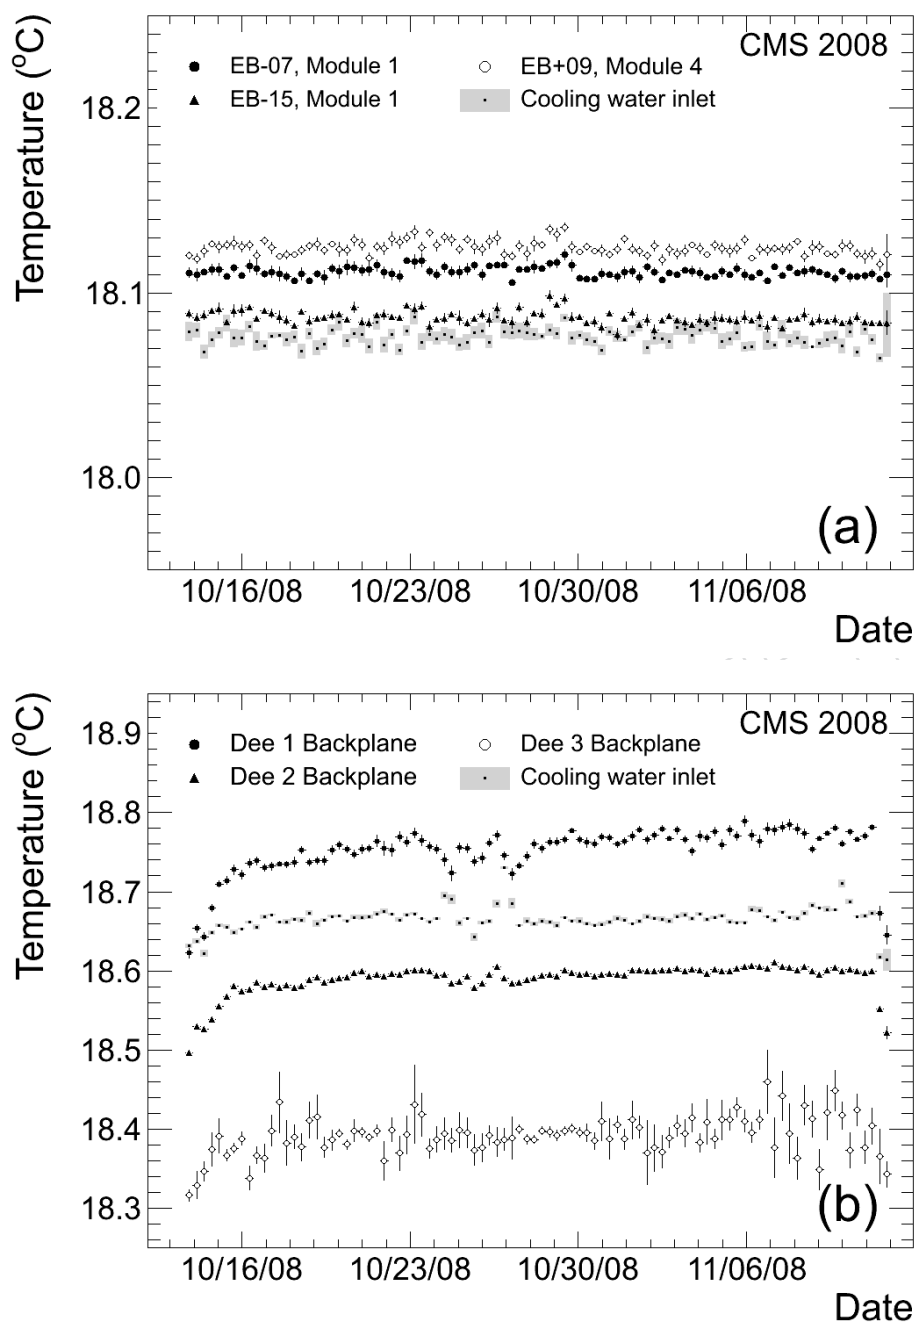 Temperature (°C)
CMS 2008
EB-07, Module 1
EB+09, Module 4
EB-15, Module 1
Cooling water inlet
18.2
18.1
18.0
(a)
10/16/08 10/23/08 10/30/08 11/06/08
Date
Temperature (°C)
CMS 2008
Dee 1 Backplane
Dee 3 Backplane
Dee 2 Backplane
Cooling water inlet
18.9
18.8
18.7
18.6
18.5
18.4
18.3
(b)
10/16/08 10/23/08 10/30/08 11/06/08
Date